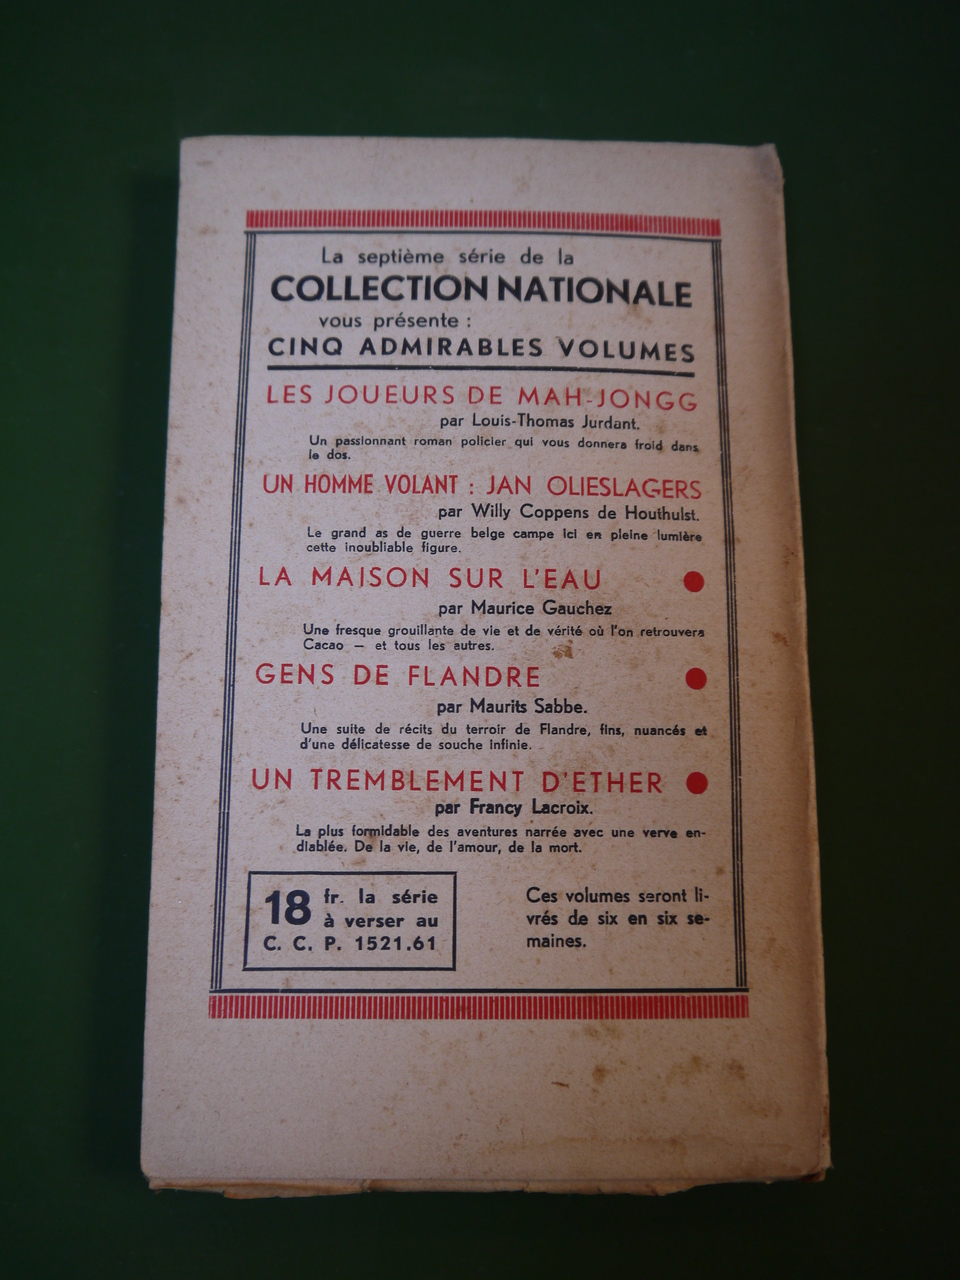 La septième série de la
COLLECTION NATIONALE
vous présente :
CINQ ADMIRABLES VOLUMES
LES JOUEURS DE MAH-JONGG
par Louis-Thomas Jurdant.
Un passionnant roman policier qui vous donnera froid dans
le dos.
UN HOMME VOLANT : JAN OLIESLAGERS
par Willy Coppens de Houthulst.
Le grand as de guerre belge campe ici en pleine lumière
cette inoubliable figure.
LA MAISON SUR L'EAU ●
par Maurice Gauchez
Une fresque grouillante de vie et de vérité où l'on retrouvera
Cacao — et tous les autres.
GENS DE FLANDRE ●
par Maurits Sabbe.
Une suite de récits du terroir de Flandre, fins, nuancés et
d'une délicatesse de souche infinie.
UN TREMBLEMENT D'ETHER ●
par Francy Lacroix.
La plus formidable des aventures narrée avec une verve en-
diablée. De la vie, de l'amour, de la mort.
18 fr. la série
à verser au
C. C. P. 1521.61
Ces volumes seront li-
vrés de six en six se-
maines.